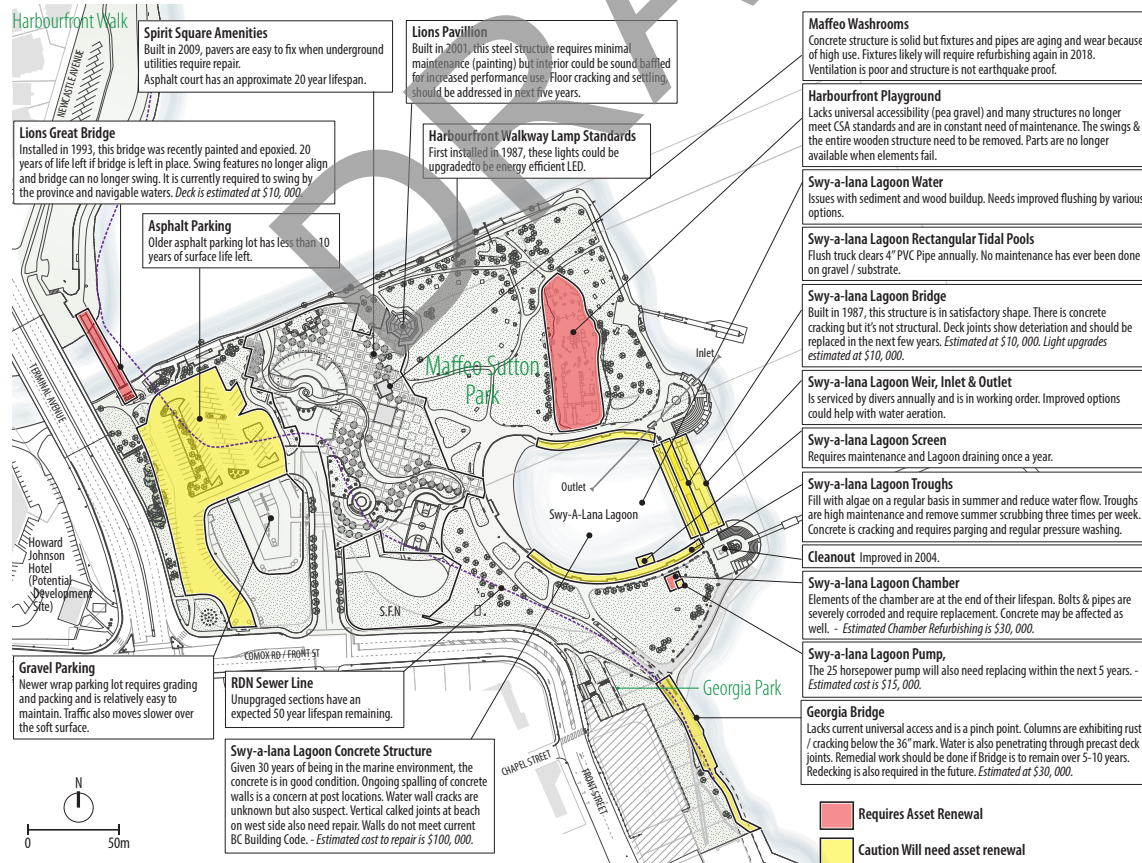 Harbourfront Walk
NEWCASTLE AVENUE
Spirit Square Amenities
Built in 2009, pavers are easy to fix when underground
utilities require repair.
Asphalt court has an approximate 20 year lifespan.
Lions Pavillion
Built in 2001, this steel structure requires minimal
maintenance (painting) but interior could be sound baffled
for increased performance use. Floor cracking and settling,
should be addressed in next five years.
Lions Great Bridge
Installed in 1993, this bridge was recently painted and epoxied. 20
years of life left if bridge is left in place. Swing features no longer align
and bridge can no longer swing. It is currently required to swing by
the province and navigable waters. Deck is estimated at $10, 000.
Harbourfront Walkway Lamp Standards
First installed in 1987, these lights could be
upgradedto be energy efficient LED.
Asphalt Parking
Older asphalt parking lot has less than 10
years of surface life left.
DRA
Maffeo Washrooms
Concrete structure is solid but fixtures and pipes are aging and wear because
of high use. Fixtures likely will require refurbishing again in 2018.
Ventilation is poor and structure is not earthquake proof.
Harbourfront Playground
Lacks universal accessibility (pea gravel) and many structures no longer
meet CSA standards and are in constant need of maintenance. The swings &
the entire wooden structure need to be removed. Parts are no longer
available when elements fail.
Swy-a-lana Lagoon Water
Issues with sediment and wood buildup. Needs improved flushing by various
options.
Swy-a-lana Lagoon Rectangular Tidal Pools
Flush truck clears 4" PVC Pipe annually. No maintenance has ever been done
on gravel / substrate.
Swy-a-lana Lagoon Bridge
Built in 1987, this structure is in satisfactory shape. There is concrete
cracking but it's not structural. Deck joints show deteriation and should be
replaced in the next few years. Estimated at $10, 000. Light upgrades
estimated at $10, 000.
Swy-a-lana Lagoon Weir, Inlet & Outlet
Is serviced by divers annually and is in working order. Improved options
could help with water aeration.
Swy-a-lana Lagoon Screen
Requires maintenance and Lagoon draining once a year.
Swy-a-lana Lagoon Troughs
Fill with algae on a regular basis in summer and reduce water flow. Troughs
are high maintenance and remove summer scrubbing three times per week.
Concrete is cracking and requires parging and regular pressure washing.
Cleanout Improved in 2004.
Swy-a-lana Lagoon Chamber
Elements of the chamber are at the end of their lifespan. Bolts & pipes are
severely corroded and require replacement. Concrete may be affected as
well. - Estimated Chamber Refurbishing is $30, 000.
Swy-a-lana Lagoon Pump,
The 25 horsepower pump will also need replacing within the next 5 years. -
Estimated cost is $15, 000.
Georgia Bridge
Lacks current universal access and is a pinch point. Columns are exhibiting rust
/ cracking below the 36" mark. Water is also penetrating through precast deck
joints. Remedial work should be done if Bridge is to remain over 5-10 years.
Redecking is also required in the future. Estimated at $30, 000.
Requires Asset Renewal
Caution Will need asset renewal
Maffeo Sutton
Park
Inlet
Outlet
Swy-A-Lana Lagoon
TERMINAL AVENUE
Howard
Johnson
Hotel
(Potential
Development
Site)
S.F.N
COMOX RD / FRONT ST
Georgia Park
CHAPEL STREET
FRONT STREET
Gravel Parking
Newer wrap parking lot requires grading
and packing and is relatively easy to
maintain. Traffic also moves slower over
the soft surface.
RDN Sewer Line
Unupgraged sections have an
expected 50 year lifespan remaining.
Swy-a-lana Lagoon Concrete Structure
Given 30 years of being in the marine environment, the
concrete is in good condition. Ongoing spalling of concrete
walls is a concern at post locations. Water wall cracks are
unknown but also suspect. Vertical calked joints at beach
on west side also need repair. Walls do not meet current
BC Building Code. - Estimated cost to repair is $100, 000.
N
0 50m